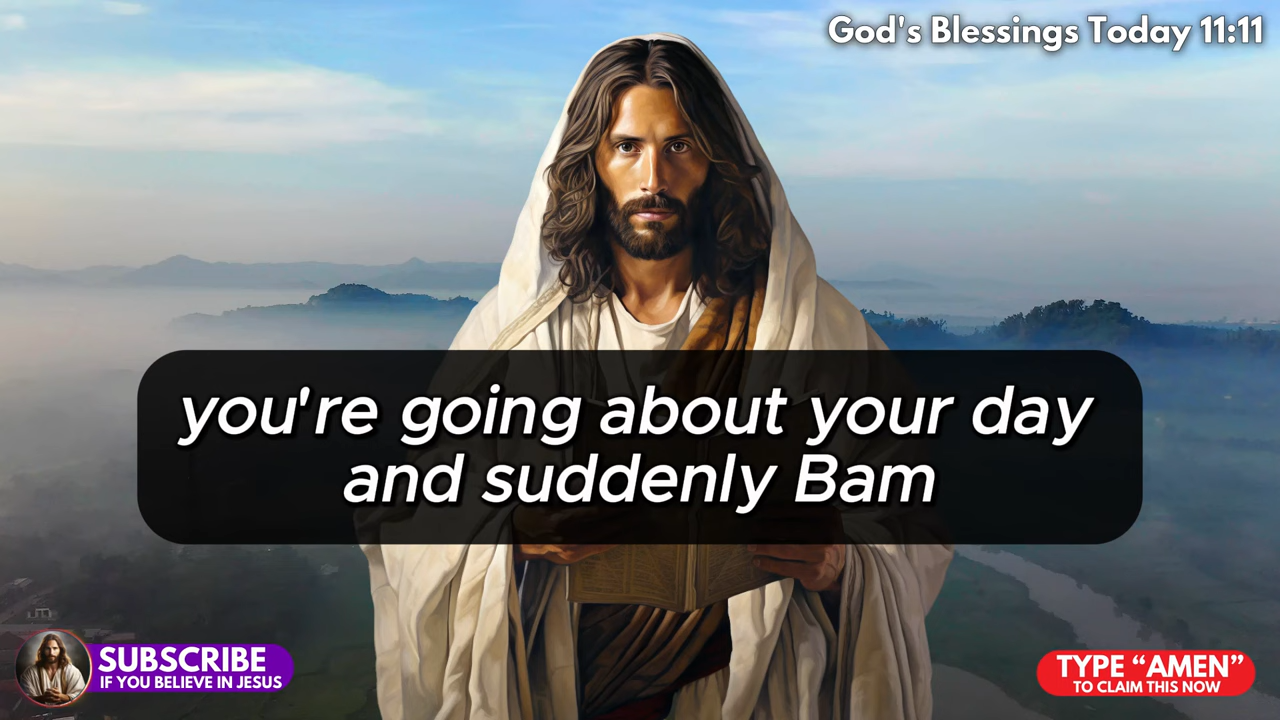 God's Blessings Today 11:11
you're going about your day
and suddenly Bam
SUBSCRIBE
IF YOU BELIEVE IN JESUS
TYPE “AMEN”
TO CLAIM THIS NOW